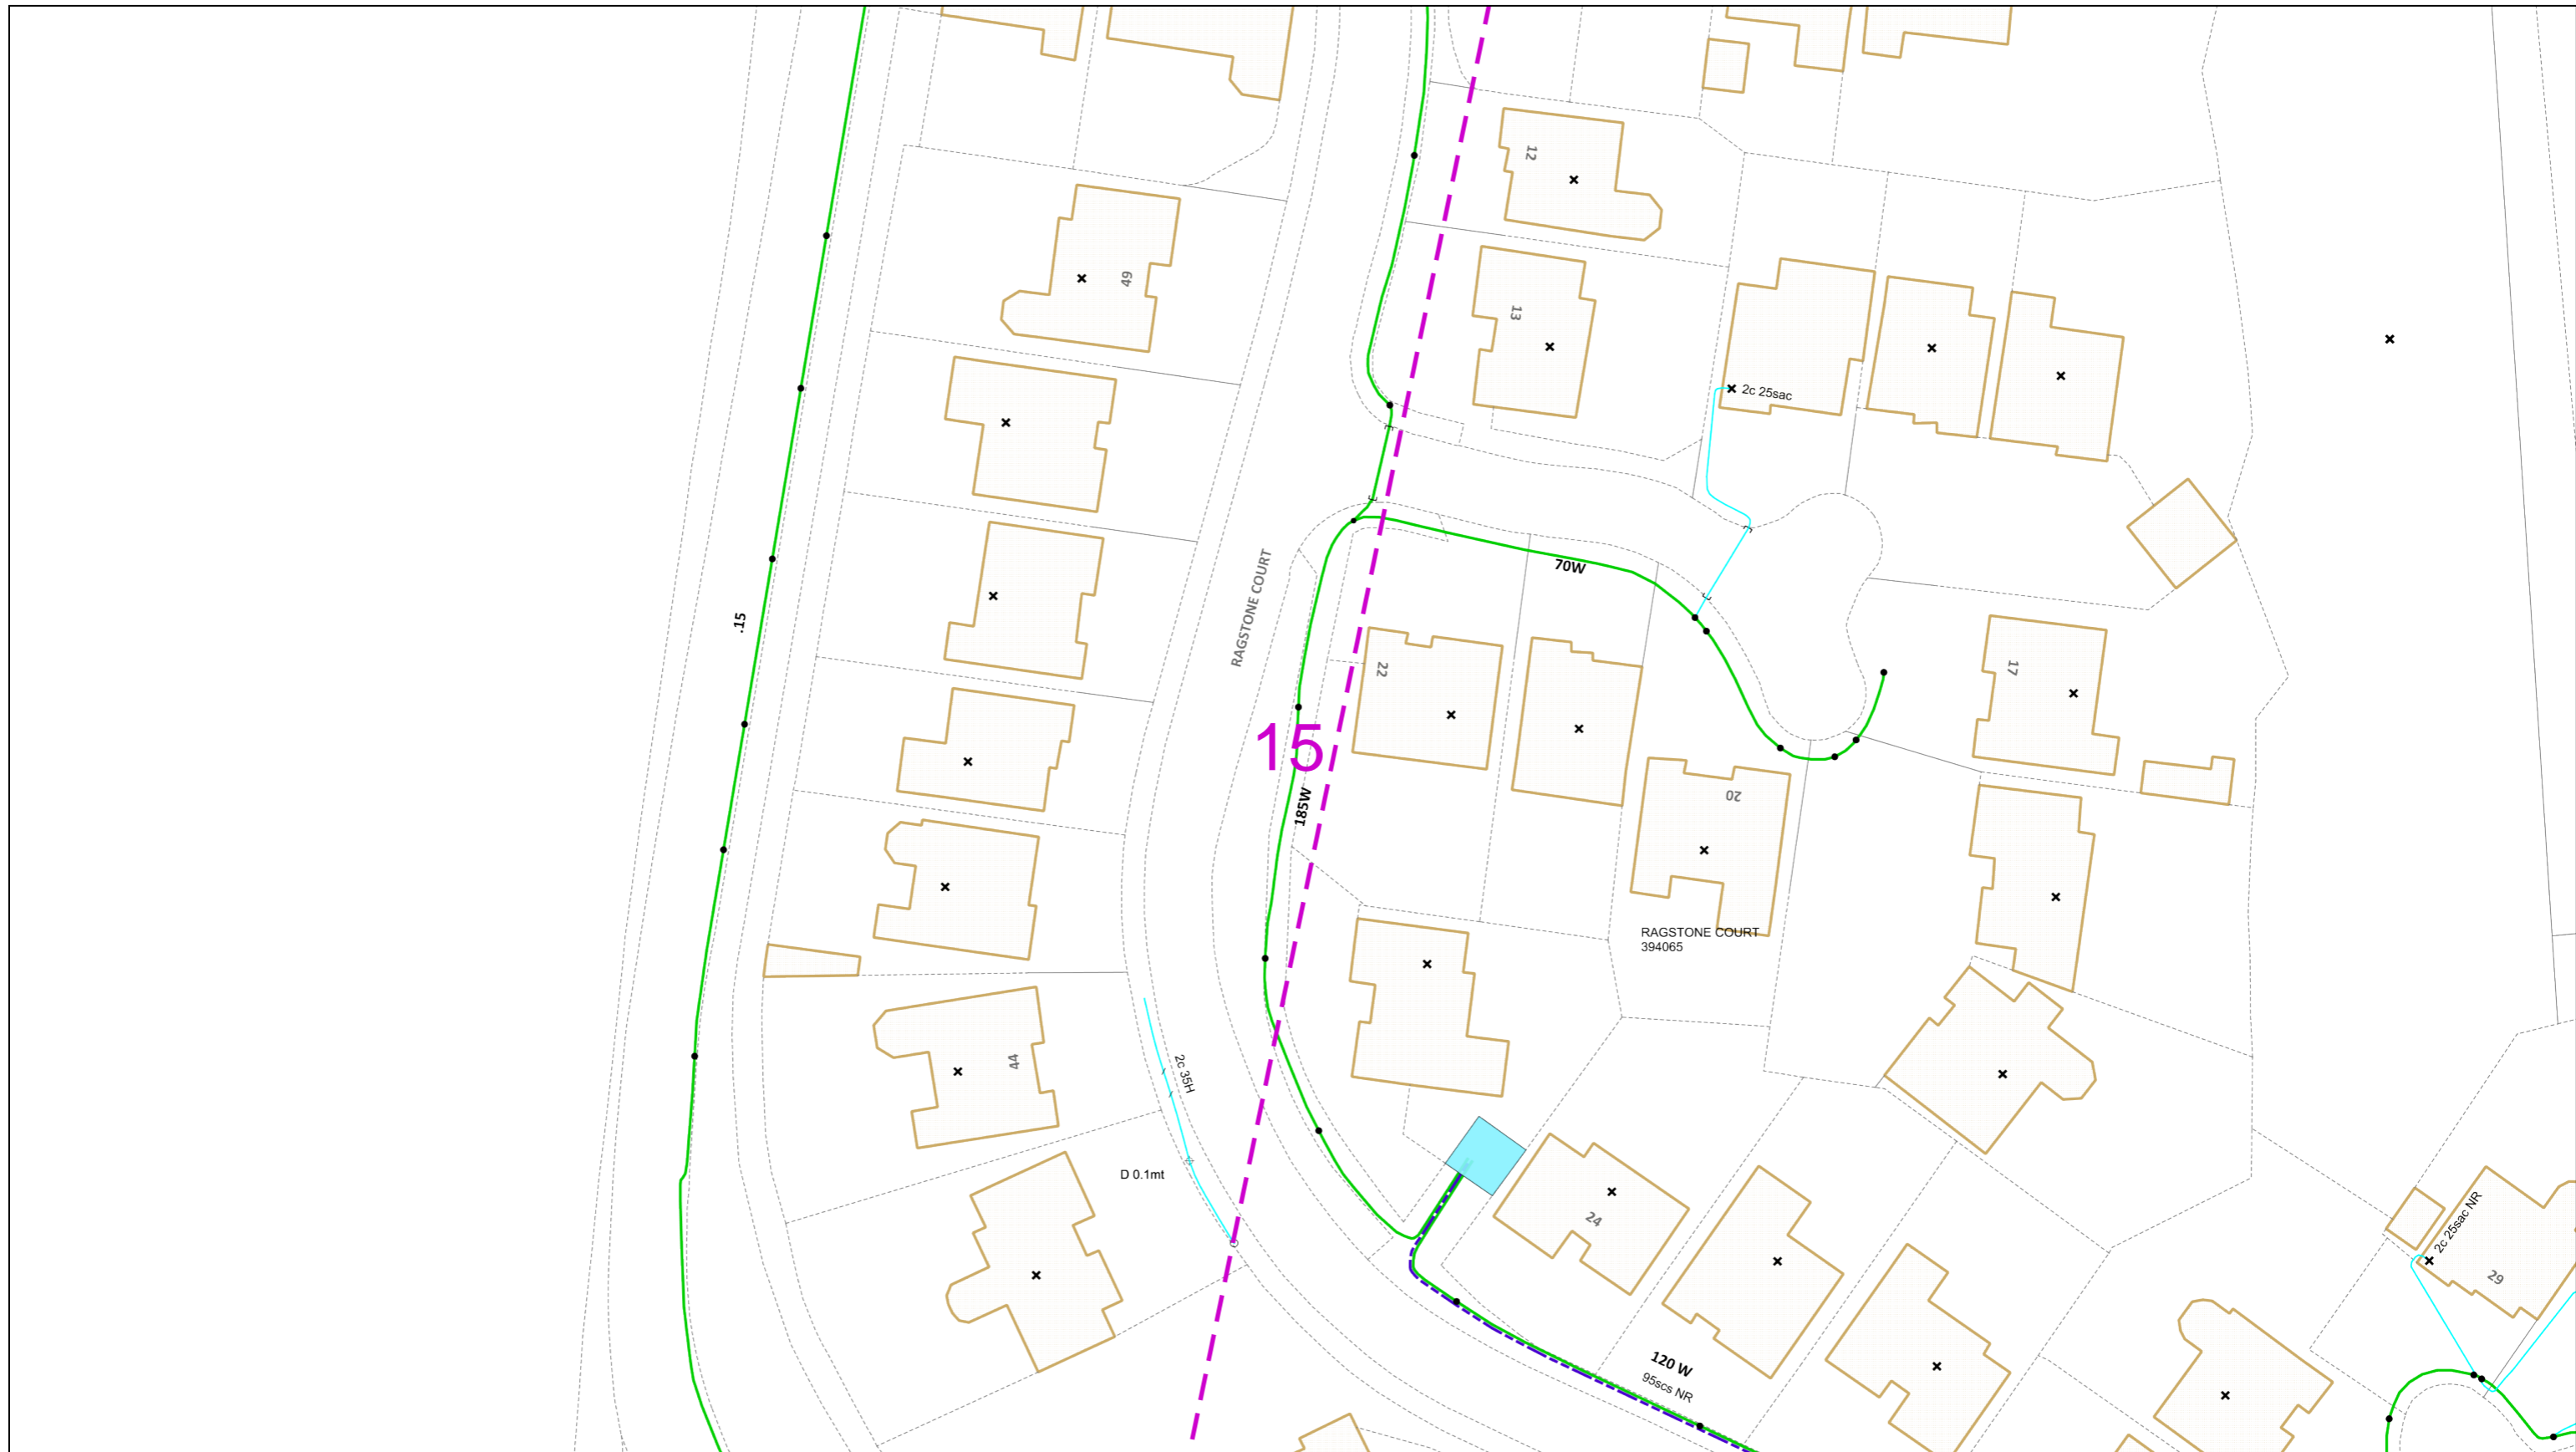 12
49
13
2c 25sac
.15
RAGSTONE COURT
70W
22
17
15
185W
20
RAGSTONE COURT
394065
2c 35H
44
D 0.1mt
24
2c 25sac NR
29
120 W
95scs NR